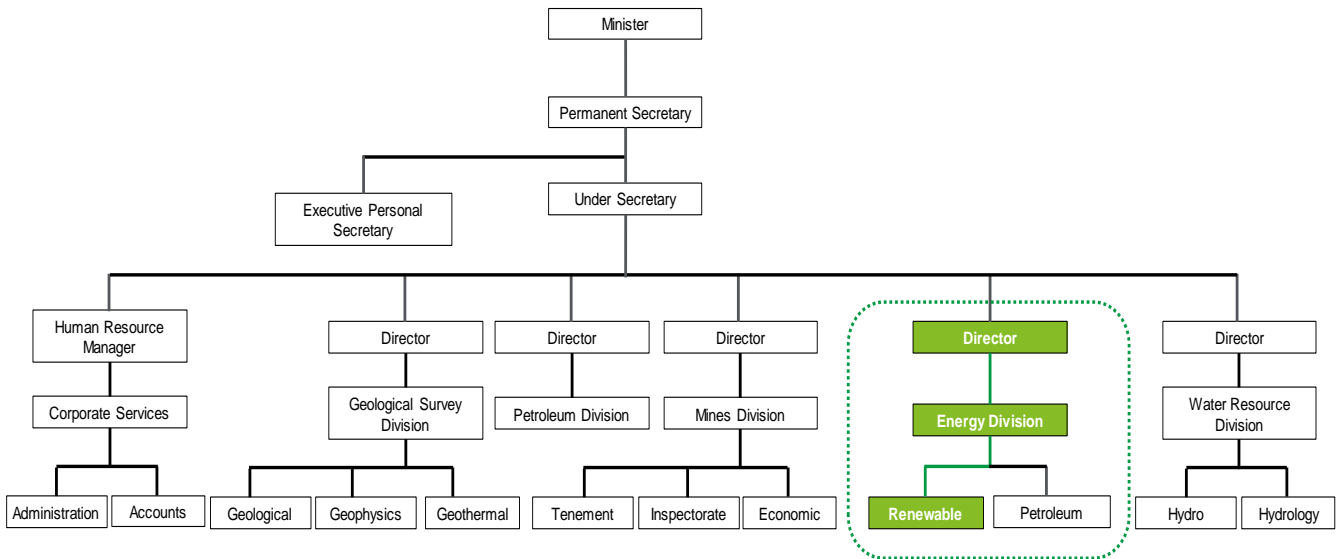 Minister
Permanent Secretary
Executive Personal
Secretary
Under Secretary
Human Resource
Manager
Director
Director
Director
Director
Director
Corporate Services
Geological Survey
Division
Petroleum Division
Mines Division
Energy Division
Water Resource
Division
Administration
Accounts
Geological
Geophysics
Geothermal
Tenement
Inspectorate
Economic
Renewable
Petroleum
Hydro
Hydrology